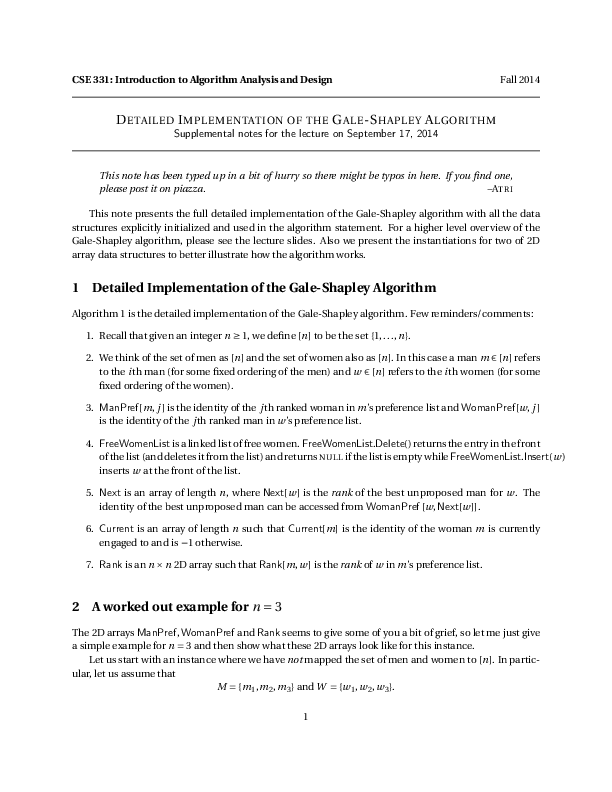 CSE 331: Introduction to Algorithm Analysis and Design Fall 2014
DETAILED IMPLEMENTATION OF THE GALE-SHAPLEY ALGORITHM
Supplemental notes for the lecture on September 17, 2014
This note has been typed up in a bit of hurry so there might be typos in here. If you find one,
please post it on piazza. –ATRI
This note presents the full detailed implementation of the Gale-Shapley algorithm with all the data
structures explicitly initialized and used in the algorithm statement. For a higher level overview of the
Gale-Shapley algorithm, please see the lecture slides. Also we present the instantiations for two of 2D
array data structures to better illustrate how the algorithm works.
1 Detailed Implementation of the Gale-Shapley Algorithm
Algorithm 1 is the detailed implementation of the Gale-Shapley algorithm. Few reminders/comments:
1. Recall that given an integer n ≥ 1, we define [n] to be the set {1,...,n}.
2. We think of the set of men as [n] and the set of women also as [n]. In this case a man m ∈ [n] refers
to the ith man (for some fixed ordering of the men) and w ∈ [n] refers to the ith women (for some
fixed ordering of the women).
3. ManPref[m, j] is the identity of the jth ranked woman in m's preference list and WomanPref[w, j]
is the identity of the jth ranked man in w's preference list.
4. FreeWomenList is a linked list of free women. FreeWomenList.Delete() returns the entry in the front
of the list (and deletes it from the list) and returns NULL if the list is empty while FreeWomenList.Insert(w)
inserts w at the front of the list.
5. Next is an array of length n, where Next[w] is the rank of the best unproposed man for w. The
identity of the best unproposed man can be accessed from WomanPref [w, Next[w]].
6. Current is an array of length n such that Current[m] is the identity of the woman m is currently
engaged to and is −1 otherwise.
7. Rank is an n × n 2D array such that Rank[m, w] is the rank of w in m's preference list.
2 A worked out example for n = 3
The 2D arrays ManPref, WomanPref and Rank seems to give some of you a bit of grief, so let me just give
a simple example for n = 3 and then show what these 2D arrays look like for this instance.
Let us start with an instance where we have not mapped the set of men and women to [n]. In partic-
ular, let us assume that
M = {m₁, m₂, m₃} and W = {w₁, w₂, w₃}.
1